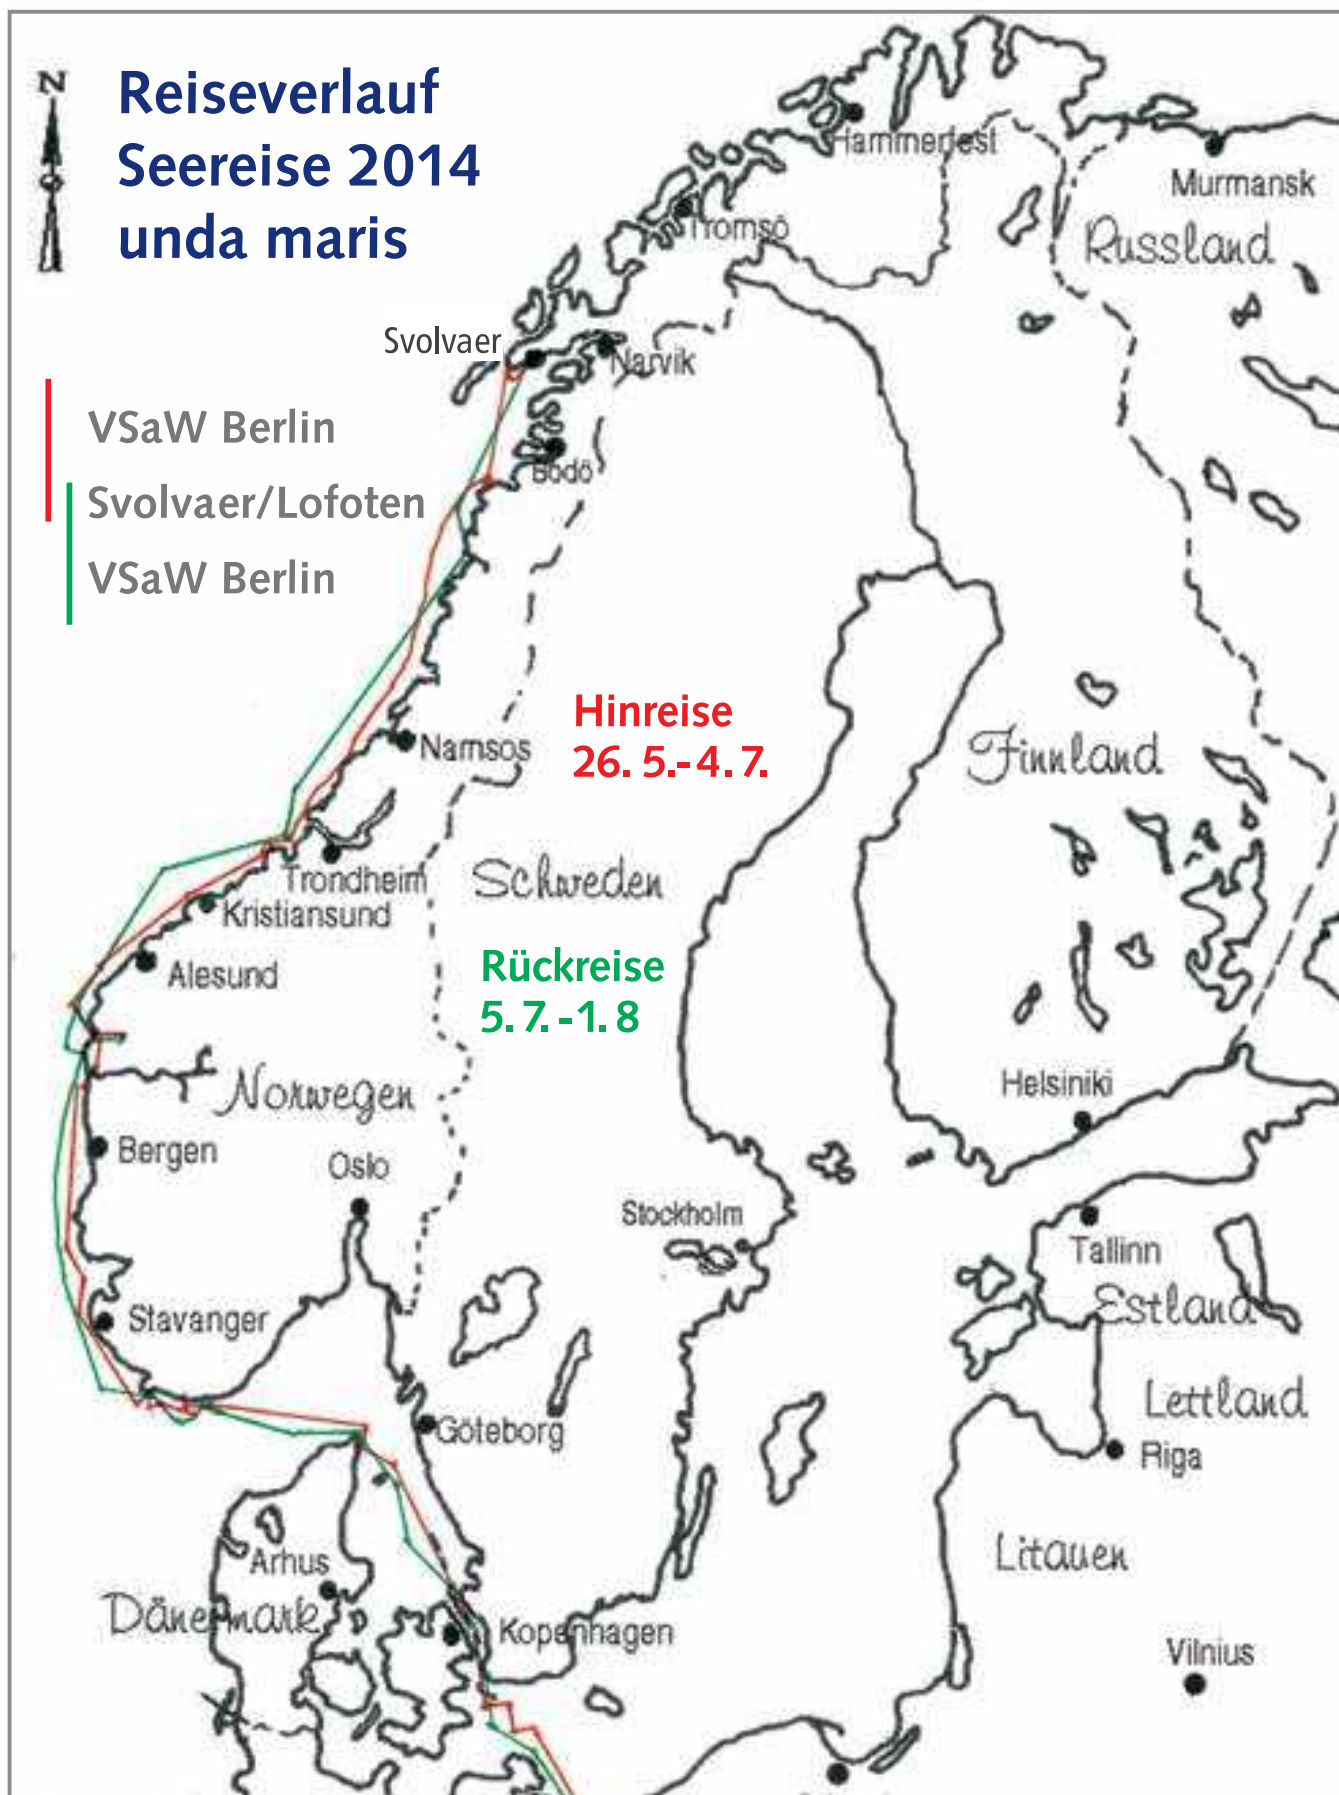 N
Reiseverlauf
Seereise 2014
unda maris
Hammerfest
Murmansk
Tromsö
Russland
Svolvaer
Narvik
VSaW Berlin
Bodö
Svolvaer/Lofoten
VSaW Berlin
Hinreise
26. 5.-4. 7.
Namsos
Finnland
Trondheim
Schweden
Kristiansund
Alesund
Rückreise
5. 7. -1. 8
Norwegen
Helsiniki
Bergen
Oslo
Stockholm
Tallinn
Estland
Stavanger
Lettland
Göteborg
Riga
Arhus
Litauen
Dänemark
Kopenhagen
Vilnius